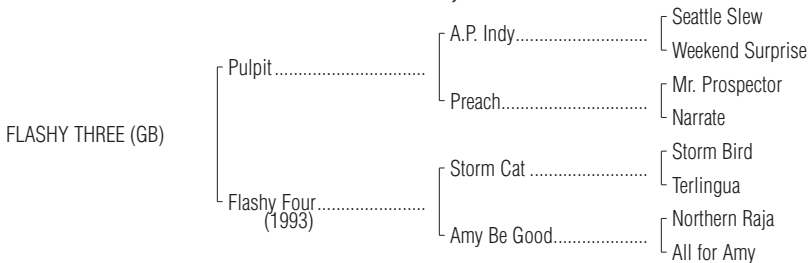 Seattle Slew
A.P. Indy..............................
Weekend Surprise
Pulpit...................................
Mr. Prospector
Preach.................................
Narrate
FLASHY THREE (GB)
Storm Bird
Storm Cat ...........................
Terlingua
Flashy Four.........................
(1993)
Northern Raja
Amy Be Good......................
All for Amy